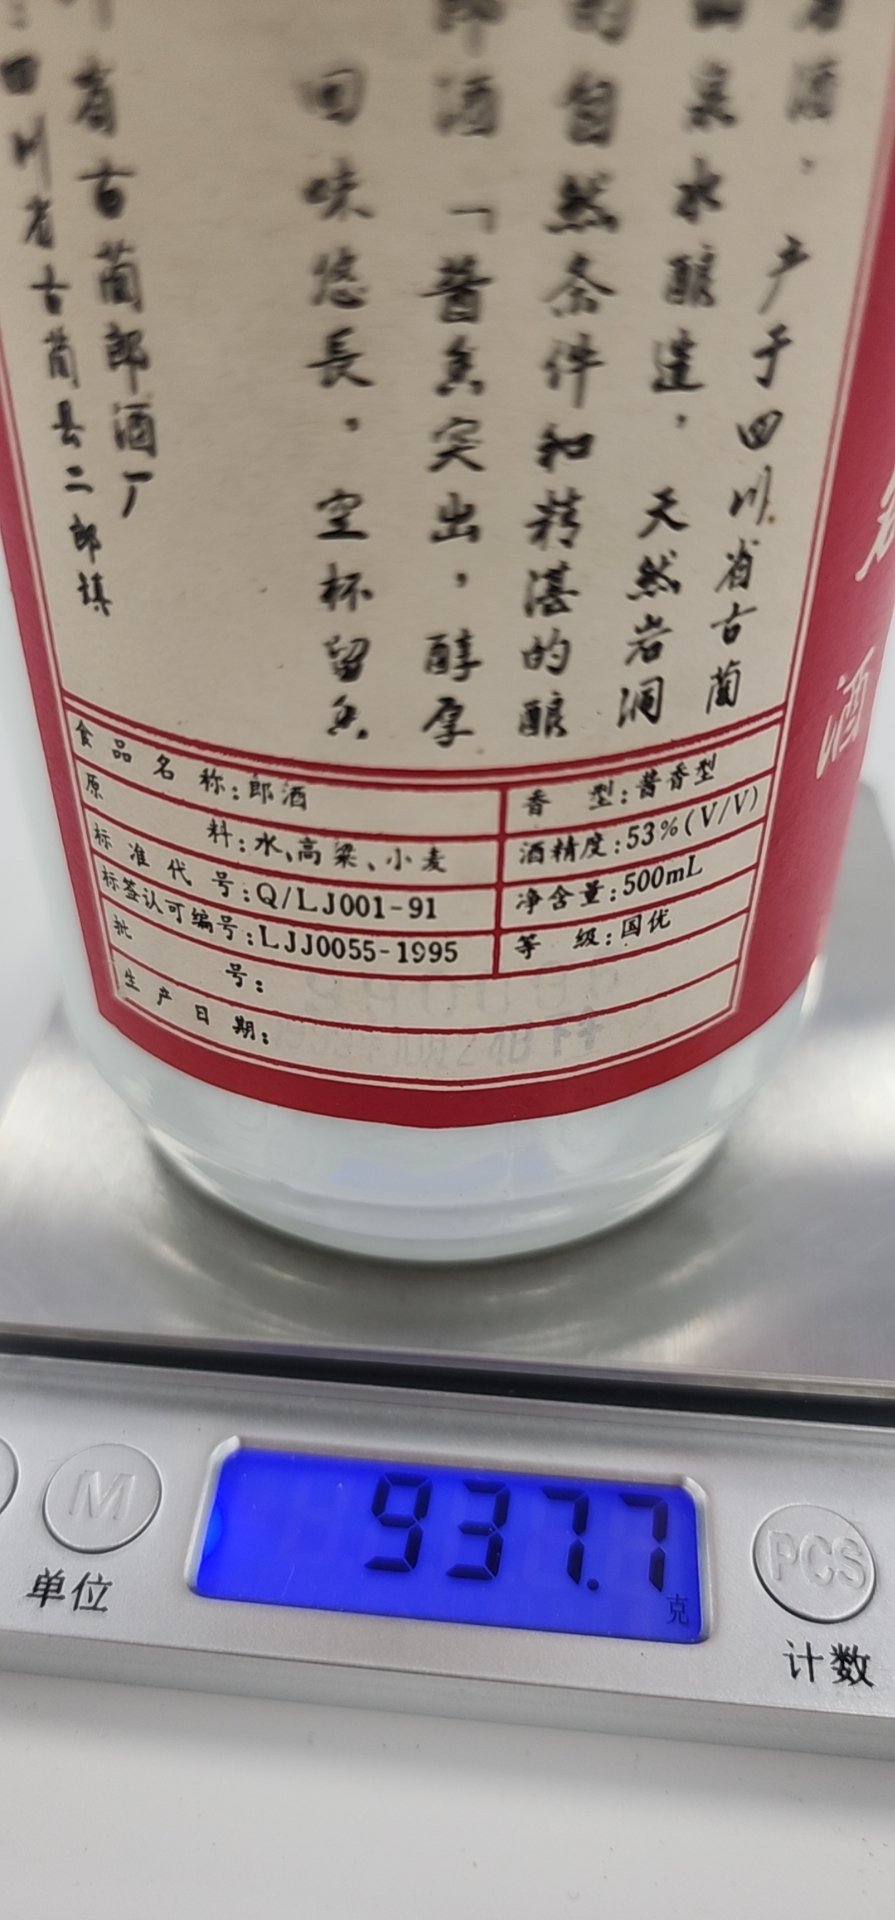 酒，产于四川省古蔺
泉水酿造，天然岩洞
的自然条件和精湛的酿
郎酒「酱香突出，醇厚
回味悠長，空杯留香
省古蔺郎酒厂
四川省古蔺县二郎镇
酒
食品名称：郎酒
香型：酱香型
原料：水、高粱、小麦
酒精度：53%(V/V)
标准代号：Q/LJ001-91
净含量：500mL
标签认可编号：LJJ0055-1995
等级：国优
批号：
生产日期：
937.7
克
M
单位
PCS
计数